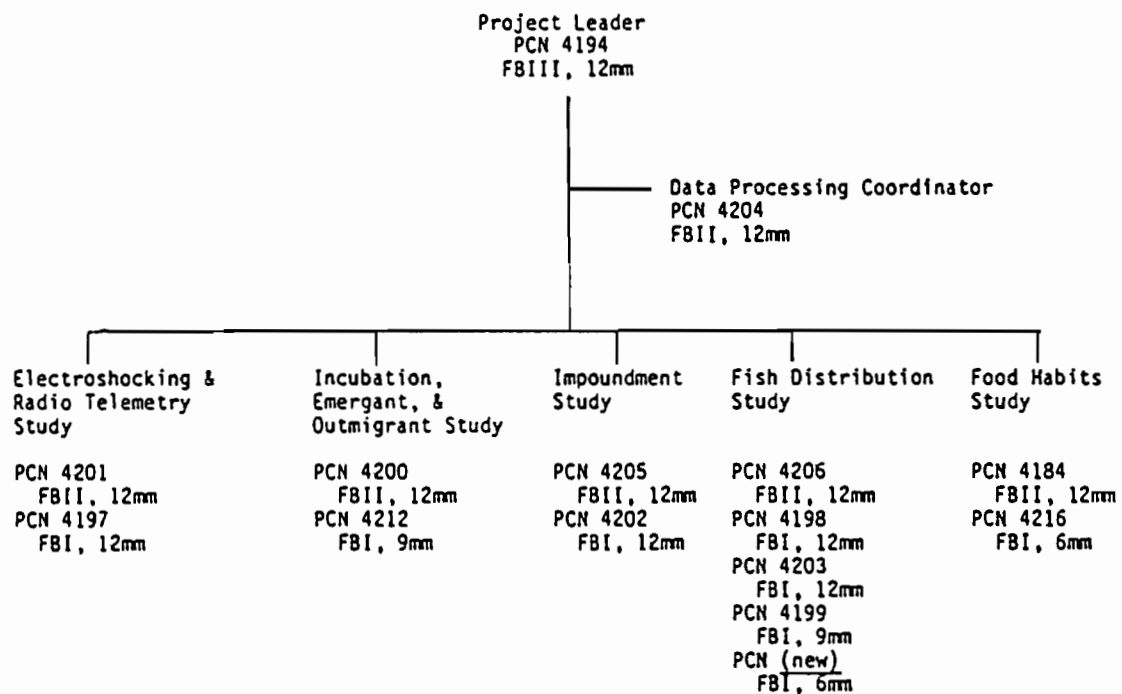 Project Leader
PCN 4194
FBIII, 12mm
Data Processing Coordinator
PCN 4204
FBII, 12mm
Electroshocking &
Radio Telemetry
Study
PCN 4201
FBII, 12mm
PCN 4197
FBI, 12mm
Incubation,
Emergant, &
Outmigrant Study
PCN 4200
FBII, 12mm
PCN 4212
FBI, 9mm
Impoundment
Study
PCN 4205
FBII, 12mm
PCN 4202
FBI, 12mm
Fish Distribution
Study
PCN 4206
FBII, 12mm
PCN 4198
FBI, 12mm
PCN 4203
FBI, 12mm
PCN 4199
FBI, 9mm
PCN (new)
FBI, 6mm
Food Habits
Study
PCN 4184
FBII, 12mm
PCN 4216
FBI, 6mm